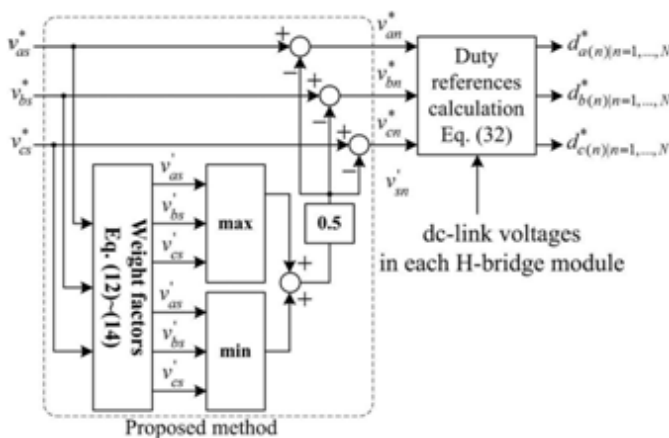 v*as
v*bs
v*cs
v*an
v*bn
v*cn
Duty
references
calculation
Eq. (32)
d*a(n)|n=1,...,N
d*b(n)|n=1,...,N
d*c(n)|n=1,...,N
+
−
+
−
+
−
v'sn
Weight factors
Eq. (12)~(14)
v'as
v'bs
v'cs
max
v'as
v'bs
v'cs
min
+
+
0.5
dc-link voltages
in each H-bridge module
Proposed method